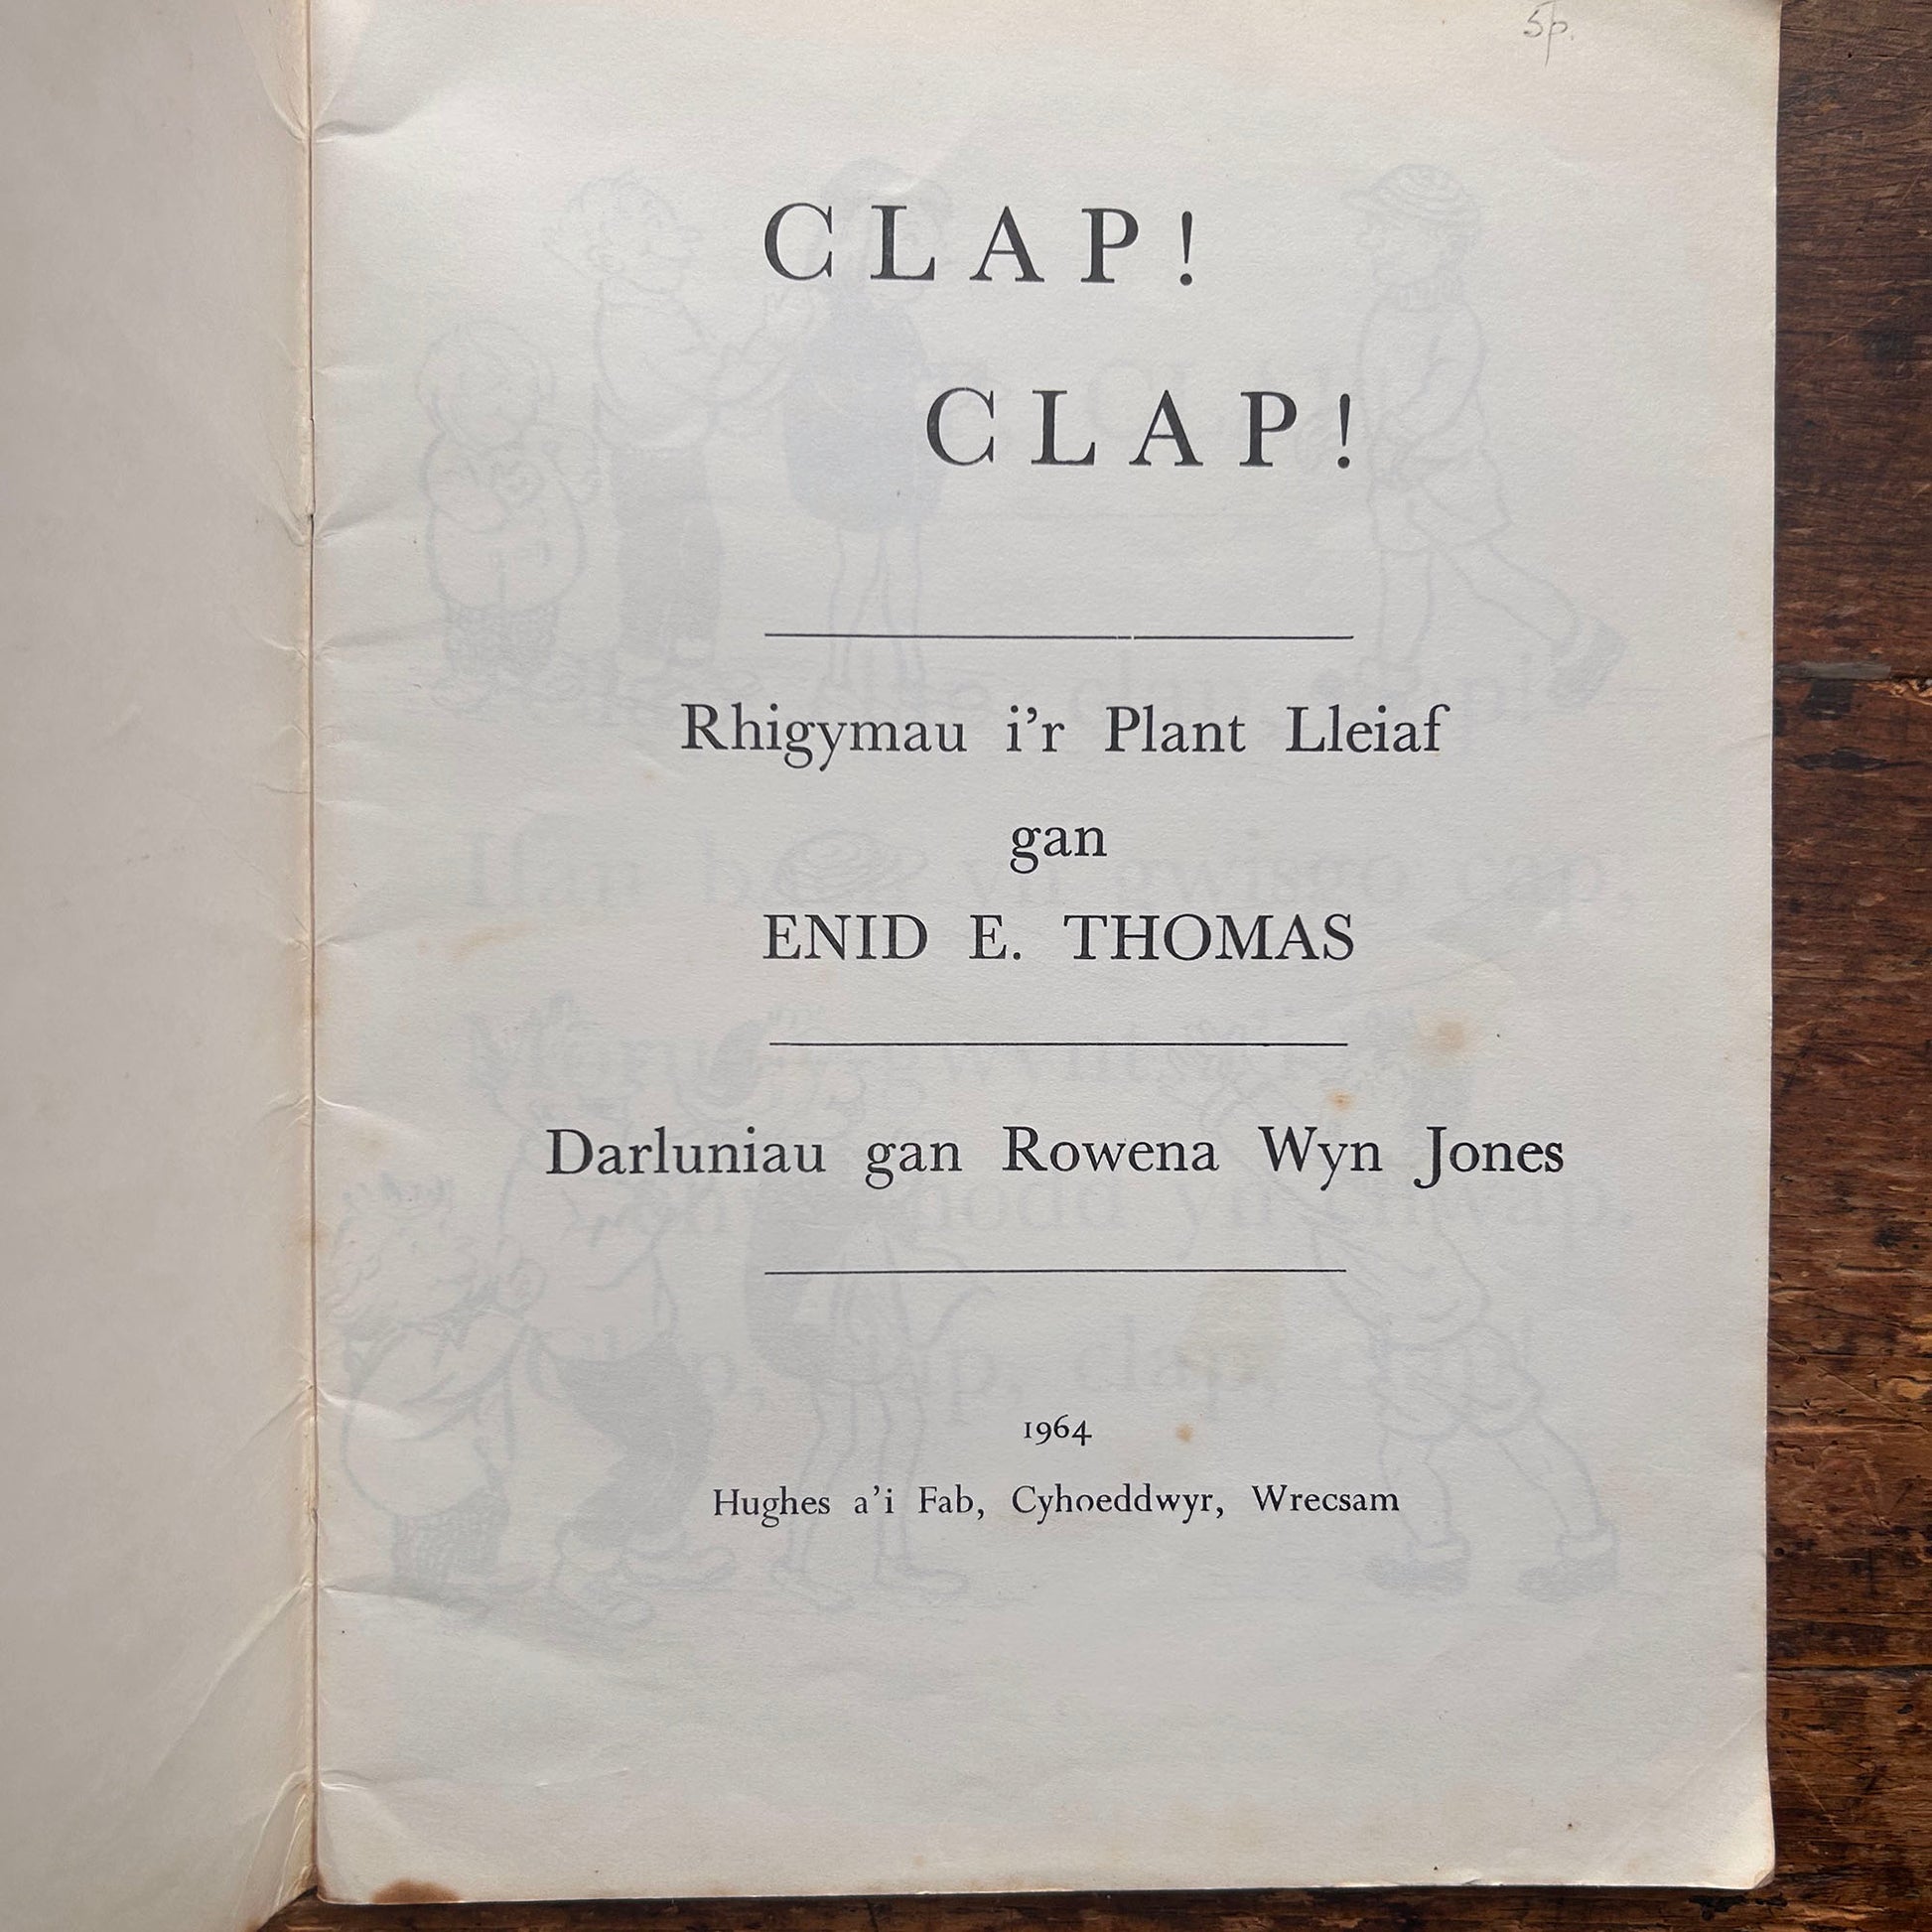 5p.
CLAP!
CLAP!
Rhigymau i'r Plant Lleiaf
gan
ENID E. THOMAS
Darluniau gan Rowena Wyn Jones
1964
Hughes a'i Fab, Cyhoeddwyr, Wrecsam